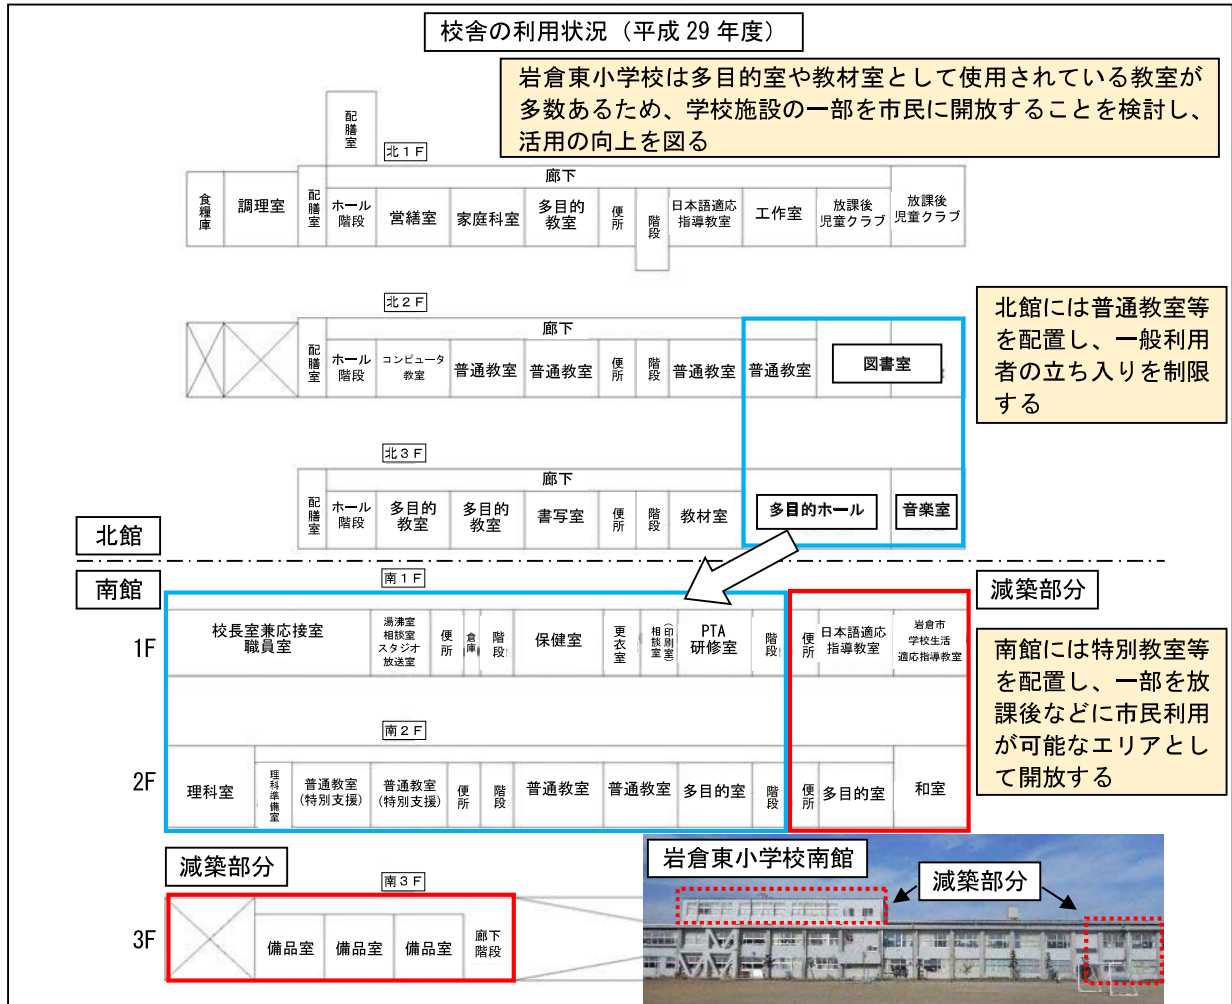 校舎の利用状況（平成29年度）
岩倉東小学校は多目的室や教材室として使用されている教室が
多数あるため、学校施設の一部を市民に開放することを検討し、
活用の向上を図る
配膳室
北１Ｆ
廊下
食糧庫
調理室
配膳室
ホール
階段
営繕室
家庭科室
多目的
教室
便所
階段
日本語適応
指導教室
工作室
放課後
児童クラブ
放課後
児童クラブ
北２Ｆ
廊下
配膳室
ホール
階段
コンピュータ
教室
普通教室
普通教室
便所
階段
普通教室
普通教室
図書室
北館には普通教室等
を配置し、一般利用
者の立ち入りを制限
する
北３Ｆ
廊下
配膳室
ホール
階段
多目的
教室
多目的
教室
書写室
便所
階段
教材室
多目的ホール
音楽室
北館
南館
南１Ｆ
減築部分
1F
校長室兼応接室
職員室
湯沸室
相談室
スタジオ
放送室
便所
倉庫
階段
保健室
更衣室
相談室
(印刷室)
PTA
研修室
階段
便所
日本語適応
指導教室
岩倉市
学校生活
適応指導教室
南館には特別教室等
を配置し、一部を放
課後などに市民利用
が可能なエリアとし
て開放する
南２Ｆ
2F
理科室
理科準備室
普通教室
(特別支援)
普通教室
(特別支援)
便所
階段
普通教室
普通教室
多目的室
階段
便所
多目的室
和室
減築部分
南３Ｆ
3F
備品室
備品室
備品室
廊下
階段
岩倉東小学校南館
減築部分